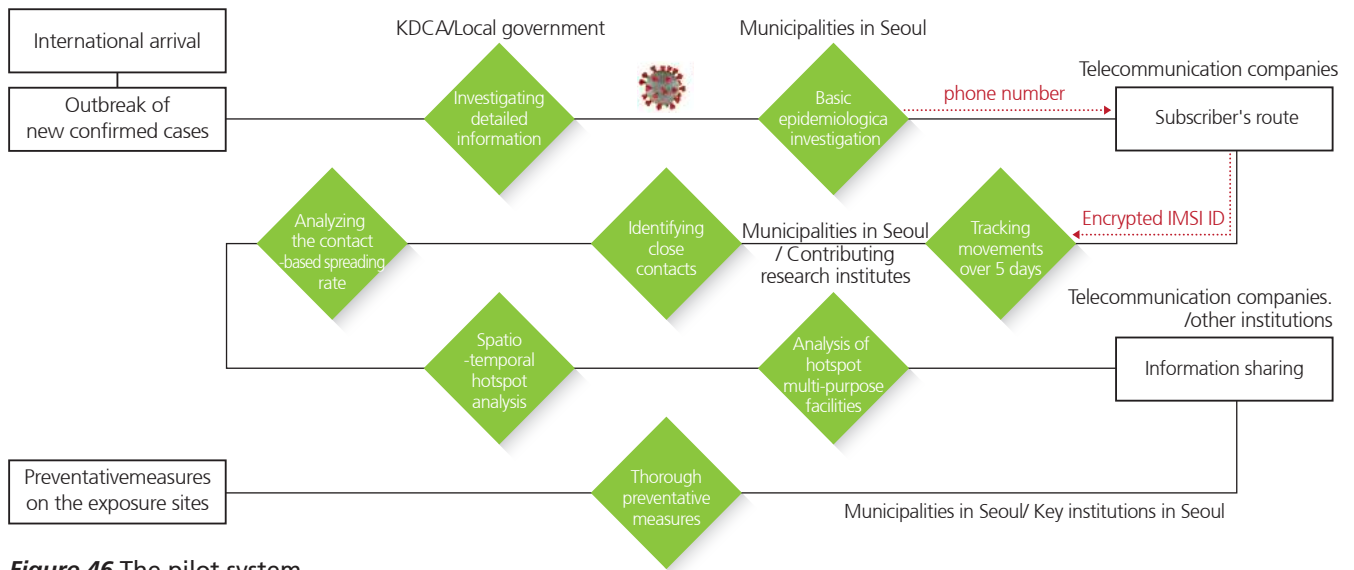 International arrival
Outbreak of
new confirmed cases
KDCA/Local government
Investigating
detailed
information
Municipalities in Seoul
Basic
epidemiologica
investigation
phone number
Telecommunication companies
Subscriber's route
Encrypted IMSI ID
Tracking
movements
over 5 days
Municipalities in Seoul
/ Contributing
research institutes
Identifying
close
contacts
Analyzing
the contact
-based spreading
rate
Spatio
-temporal
hotspot
analysis
Analysis of
hotspot
multi-purpose
facilities
Telecommunication companies.
/other institutions
Information sharing
Municipalities in Seoul/ Key institutions in Seoul
Thorough
preventative
measures
Preventativemeasures
on the exposure sites
Figure 46 The pilot system